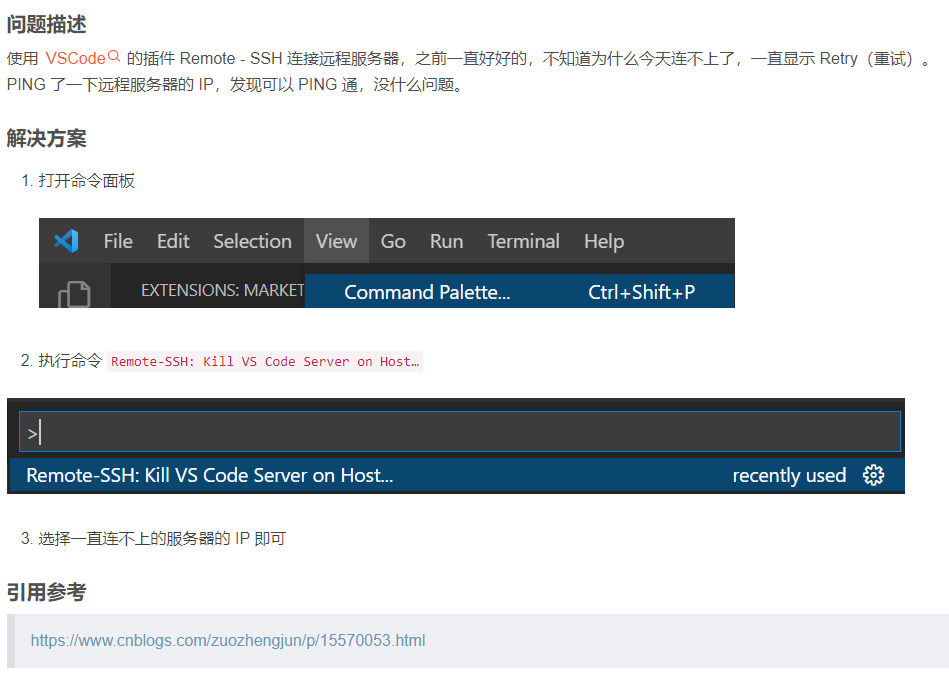 问题描述
使用 VSCode 的插件 Remote - SSH 连接远程服务器，之前一直好好的，不知道为什么今天连不上了，一直显示 Retry（重试）。
PING 了一下远程服务器的 IP，发现可以 PING 通，没什么问题。
解决方案
1. 打开命令面板
File Edit Selection View Go Run Terminal Help
EXTENSIONS: MARKET
Command Palette... Ctrl+Shift+P
2. 执行命令 Remote-SSH: Kill VS Code Server on Host…
>
Remote-SSH: Kill VS Code Server on Host... recently used
3. 选择一直连不上的服务器的 IP 即可
引用参考
https://www.cnblogs.com/zuozhengjun/p/15570053.html